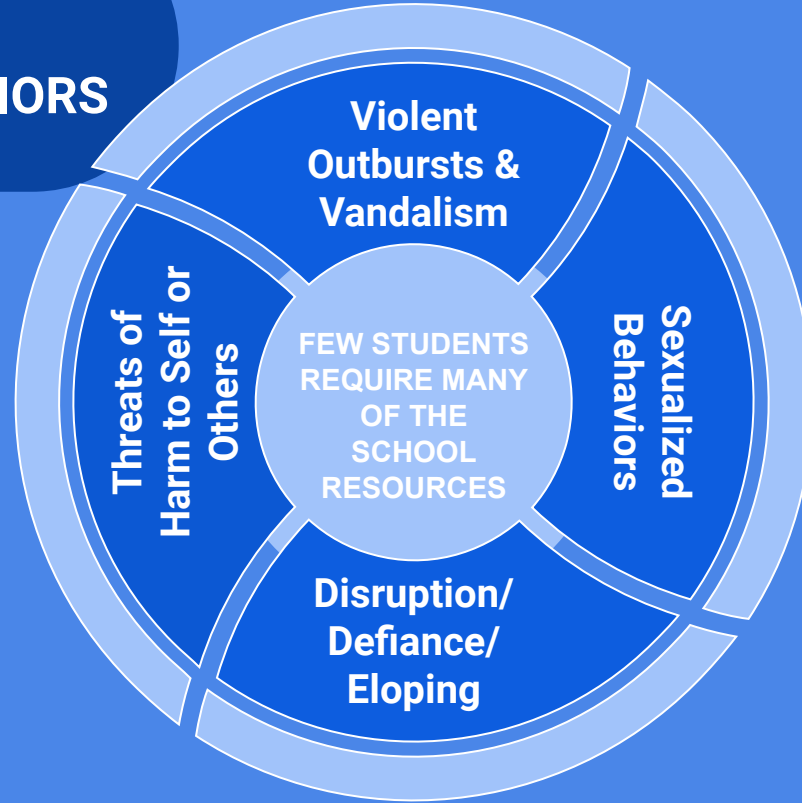 IORS
Violent
Outbursts &
Vandalism
Threats of
Harm to Self or
Others
FEW STUDENTS
REQUIRE MANY
OF THE
SCHOOL
RESOURCES
Sexualized
Behaviors
Disruption/
Defiance/
Eloping